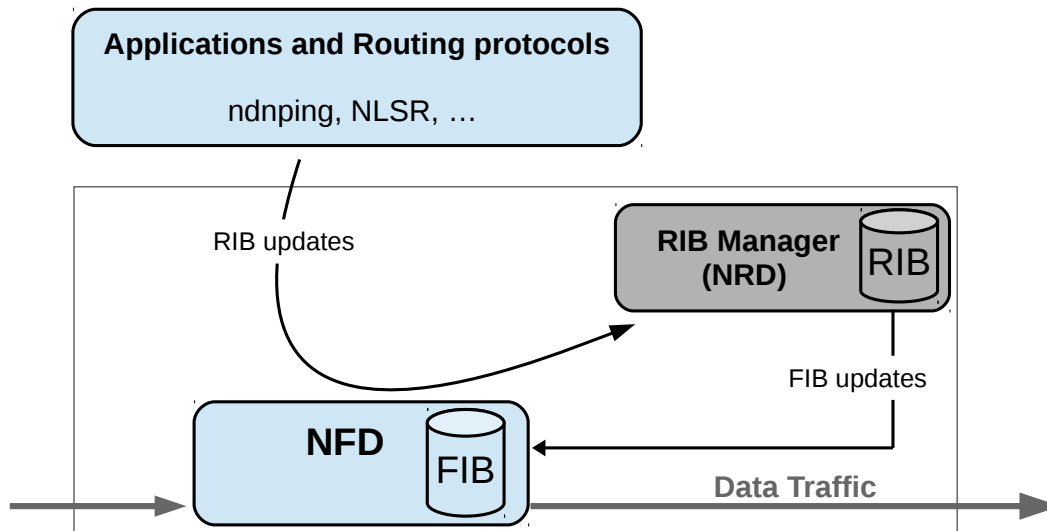 Applications and Routing protocols
ndnping, NLSR, …
RIB updates
RIB Manager
(NRD)
RIB
FIB updates
NFD
FIB
Data Traffic